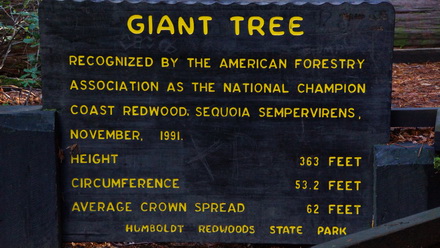 GIANT TREE
RECOGNIZED BY THE AMERICAN FORESTRY
ASSOCIATION AS THE NATIONAL CHAMPION
COAST REDWOOD. SEQUOIA SEMPERVIRENS,
NOVEMBER, 1991.
HEIGHT 363 FEET
CIRCUMFERENCE 53.2 FEET
AVERAGE CROWN SPREAD 62 FEET
HUMBOLDT REDWOODS STATE PARK